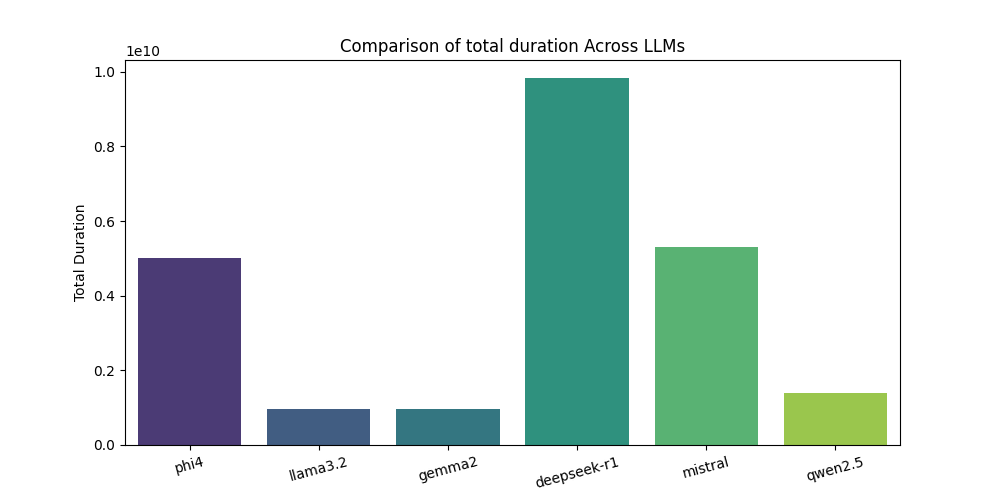 Comparison of total duration Across LLMs
1e10
1.0
0.8
0.6
0.4
0.2
0.0
Total Duration
phi4
llama3.2
gemma2
deepseek-r1
mistral
qwen2.5